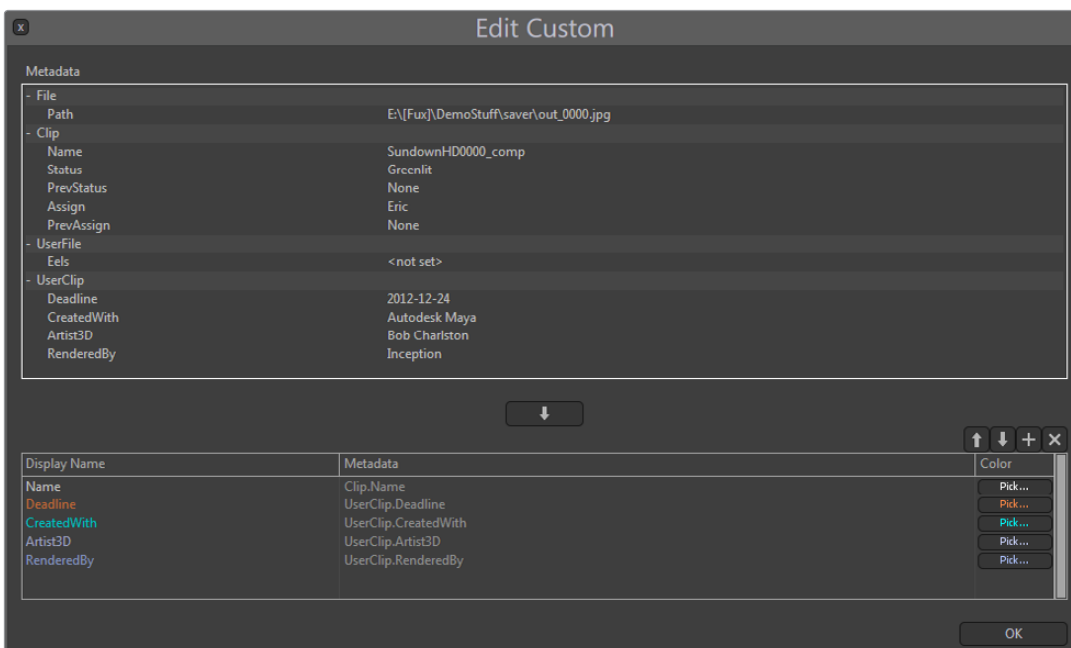 x
Edit Custom
Metadata
- File
Path E:\[Fux]\DemoStuff\saver\out_0000.jpg
- Clip
Name SundownHD0000_comp
Status Greenlit
PrevStatus None
Assign Eric
PrevAssign None
- UserFile
Eels <not set>
- UserClip
Deadline 2012-12-24
CreatedWith Autodesk Maya
Artist3D Bob Charlston
RenderedBy Inception
Display Name Metadata Color
Name Clip.Name Pick...
Deadline UserClip.Deadline Pick...
CreatedWith UserClip.CreatedWith Pick...
Artist3D UserClip.Artist3D Pick...
RenderedBy UserClip.RenderedBy Pick...
OK